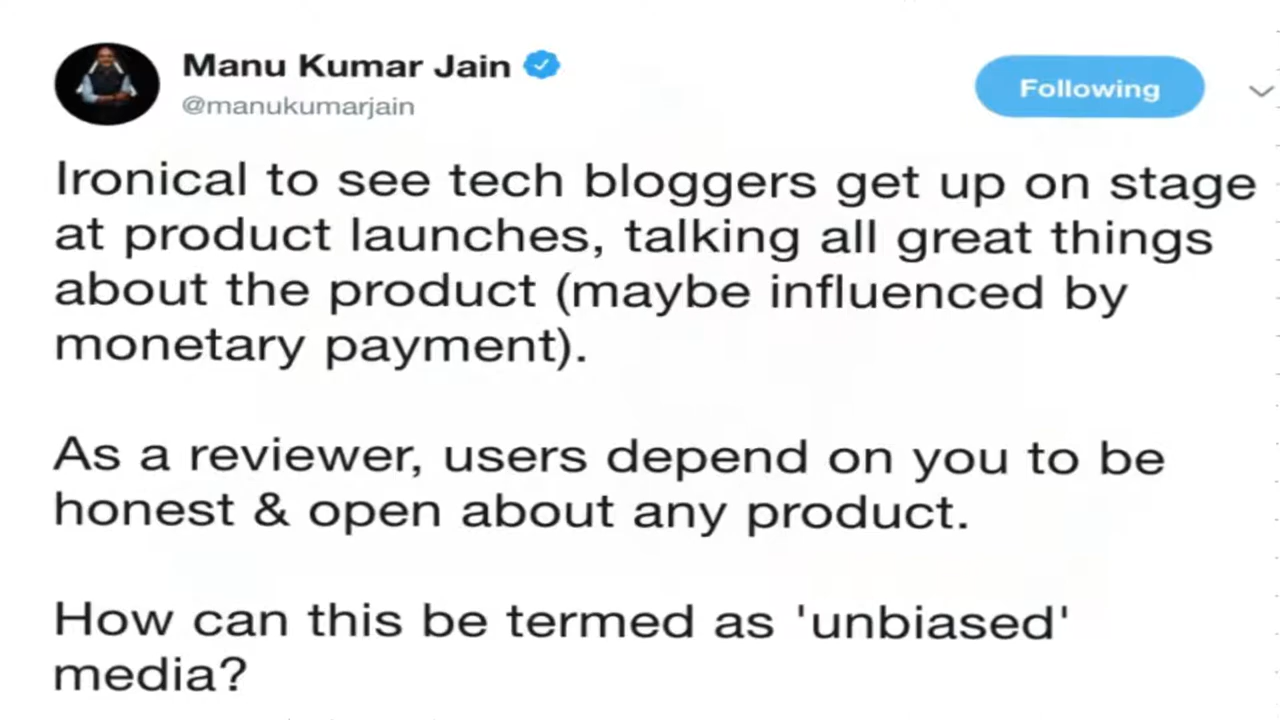 Manu Kumar Jain
@manukumarjain
Following
Ironical to see tech bloggers get up on stage
at product launches, talking all great things
about the product (maybe influenced by
monetary payment).
As a reviewer, users depend on you to be
honest & open about any product.
How can this be termed as 'unbiased'
media?